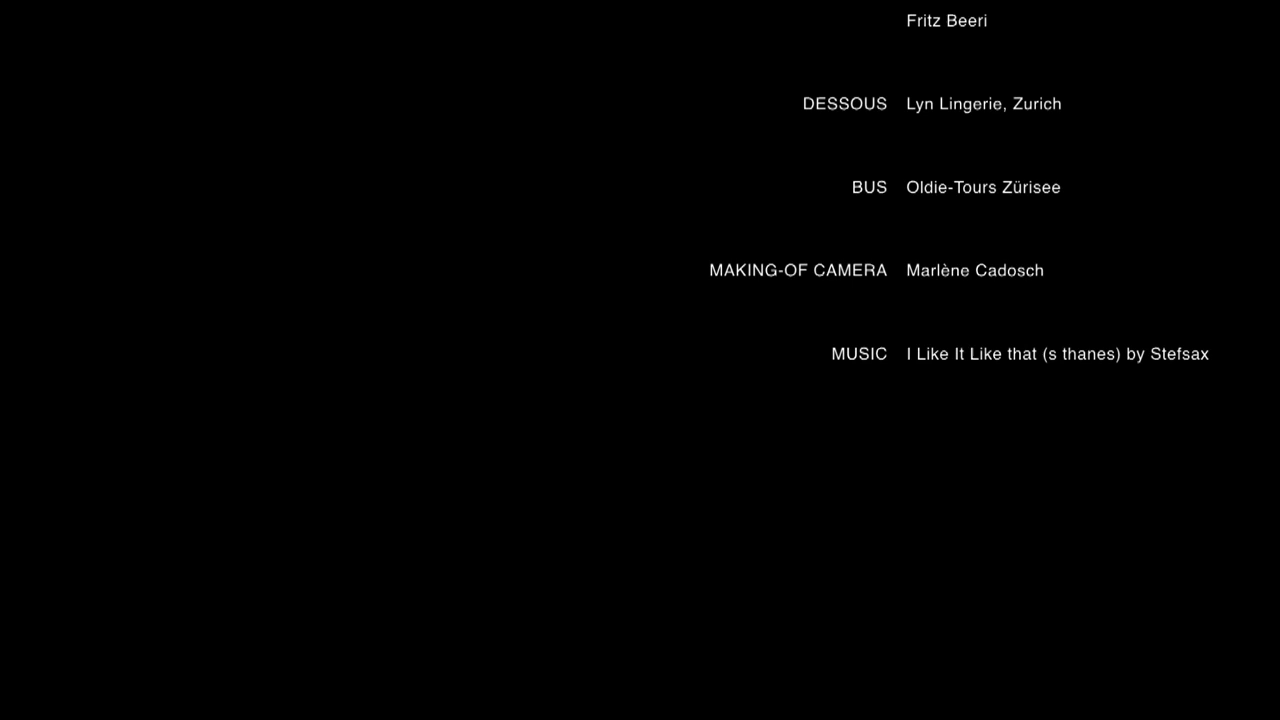 Fritz Beeri
DESSOUS Lyn Lingerie, Zurich
BUS Oldie-Tours Zürisee
MAKING-OF CAMERA Marlène Cadosch
MUSIC I Like It Like that (s thanes) by Stefsax